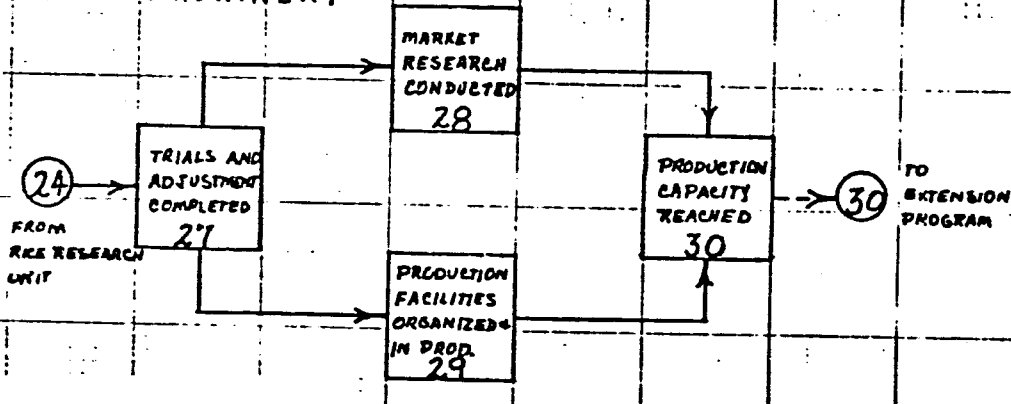 MARKET
RESEARCH
CONDUCTED
28
TRIALS AND
ADJUSTMENT
COMPLETED
27
24
FROM
RICE RESEARCH
UNIT
PRODUCTION
CAPACITY
REACHED
30
30
TO
EXTENSION
PROGRAM
PRODUCTION
FACILITIES
ORGANIZED &
IN PROD.
29